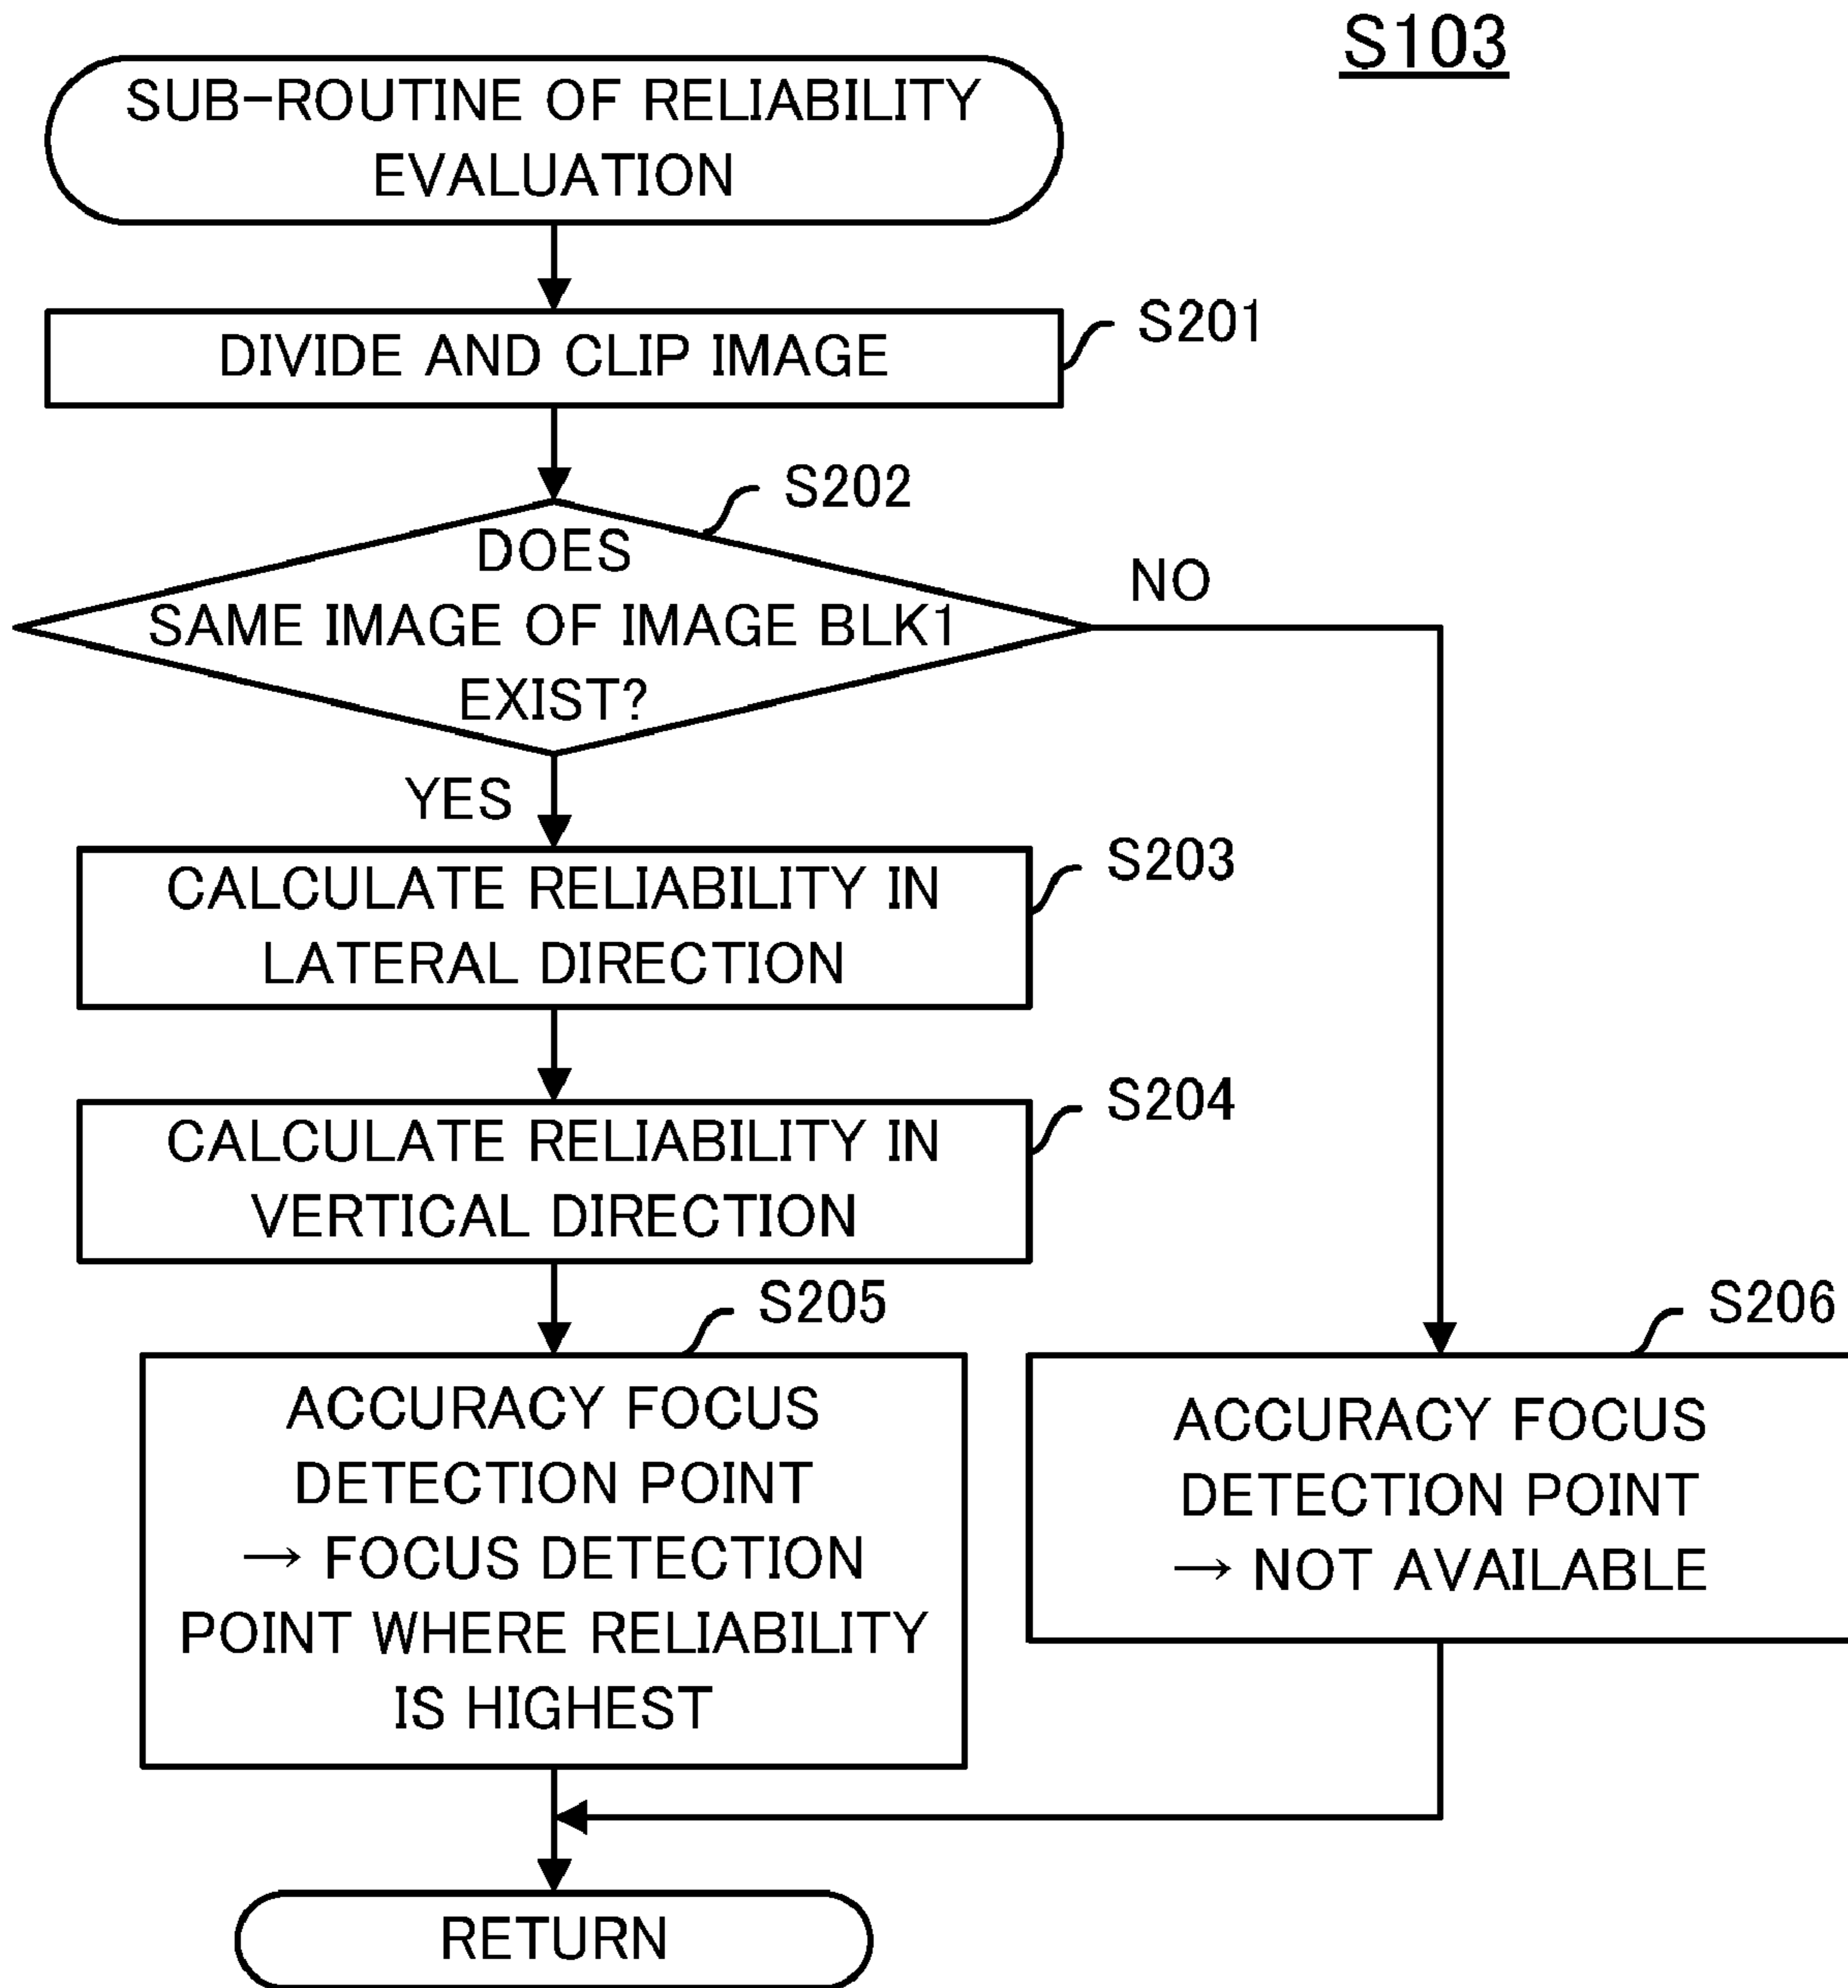 S103
SUB-ROUTINE OF RELIABILITY
EVALUATION
S201
DIVIDE AND CLIP IMAGE
S202
DOES
SAME IMAGE OF IMAGE BLK1
EXIST?
NO
YES
S203
CALCULATE RELIABILITY IN
LATERAL DIRECTION
S204
CALCULATE RELIABILITY IN
VERTICAL DIRECTION
S205
ACCURACY FOCUS
DETECTION POINT
→ FOCUS DETECTION
POINT WHERE RELIABILITY
IS HIGHEST
S206
ACCURACY FOCUS
DETECTION POINT
→ NOT AVAILABLE
RETURN